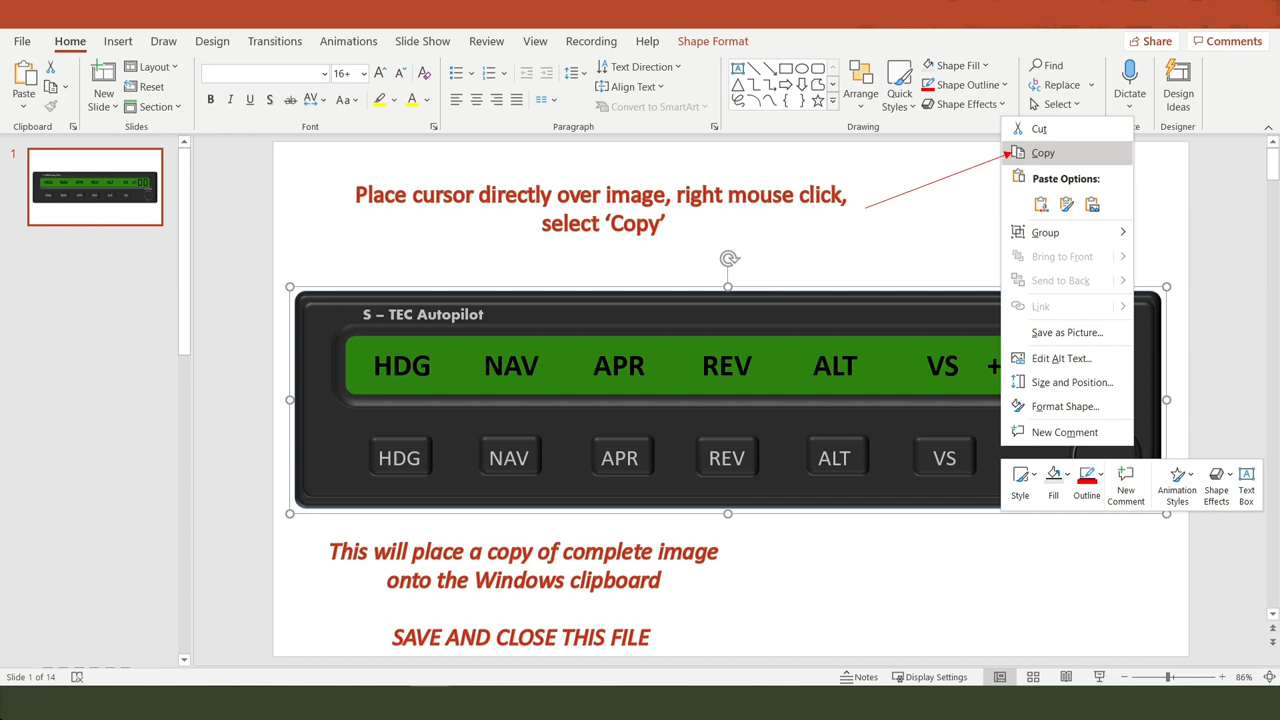 File Home Insert Draw Design Transitions Animations Slide Show Review View Recording Help Shape Format Share Comments
Paste New Slide Layout Reset Section
16+ A A A
B I U S ab AV Aa A
Text Direction Align Text Convert to SmartArt
Arrange Quick Styles Shape Fill Shape Outline Shape Effects
Find Replace Select
Dictate Design Ideas
Clipboard Slides Font Paragraph Drawing Designer
1
Place cursor directly over image, right mouse click,
select ‘Copy’
Cut
Copy
Paste Options:
Group
Bring to Front
Send to Back
Link
Save as Picture...
Edit Alt Text...
Size and Position...
Format Shape...
New Comment
S – TEC Autopilot
HDG NAV APR REV ALT VS +
HDG NAV APR REV ALT VS
Style Fill Outline New Comment Animation Styles Shape Effects Text Box
This will place a copy of complete image
onto the Windows clipboard
SAVE AND CLOSE THIS FILE
Slide 1 of 14 Notes Display Settings 86%